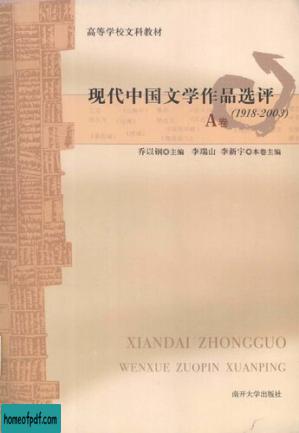 高等学校文科教材
现代中国文学作品选评
(1918-2003)
A卷
乔以钢◎主编 李瑞山 李新宇◎本卷主编
XIANDAI ZHONGGUO
WENXUE ZUOPIN XUANPING
南开大学出版社
www.
homeofpdf.com